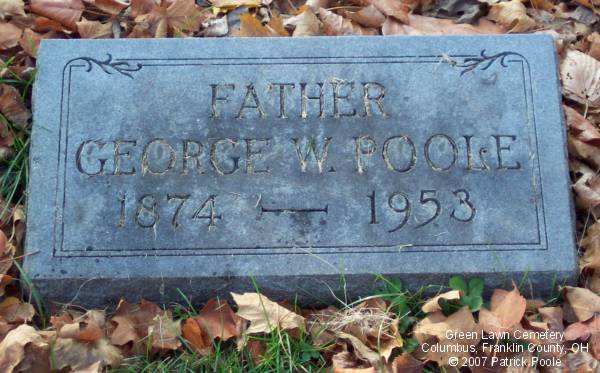 FATHER
GEORGE W. POOLE
1874 — 1953
Green Lawn Cemetery
Columbus, Franklin County, OH
© 2007 Patrick Poole